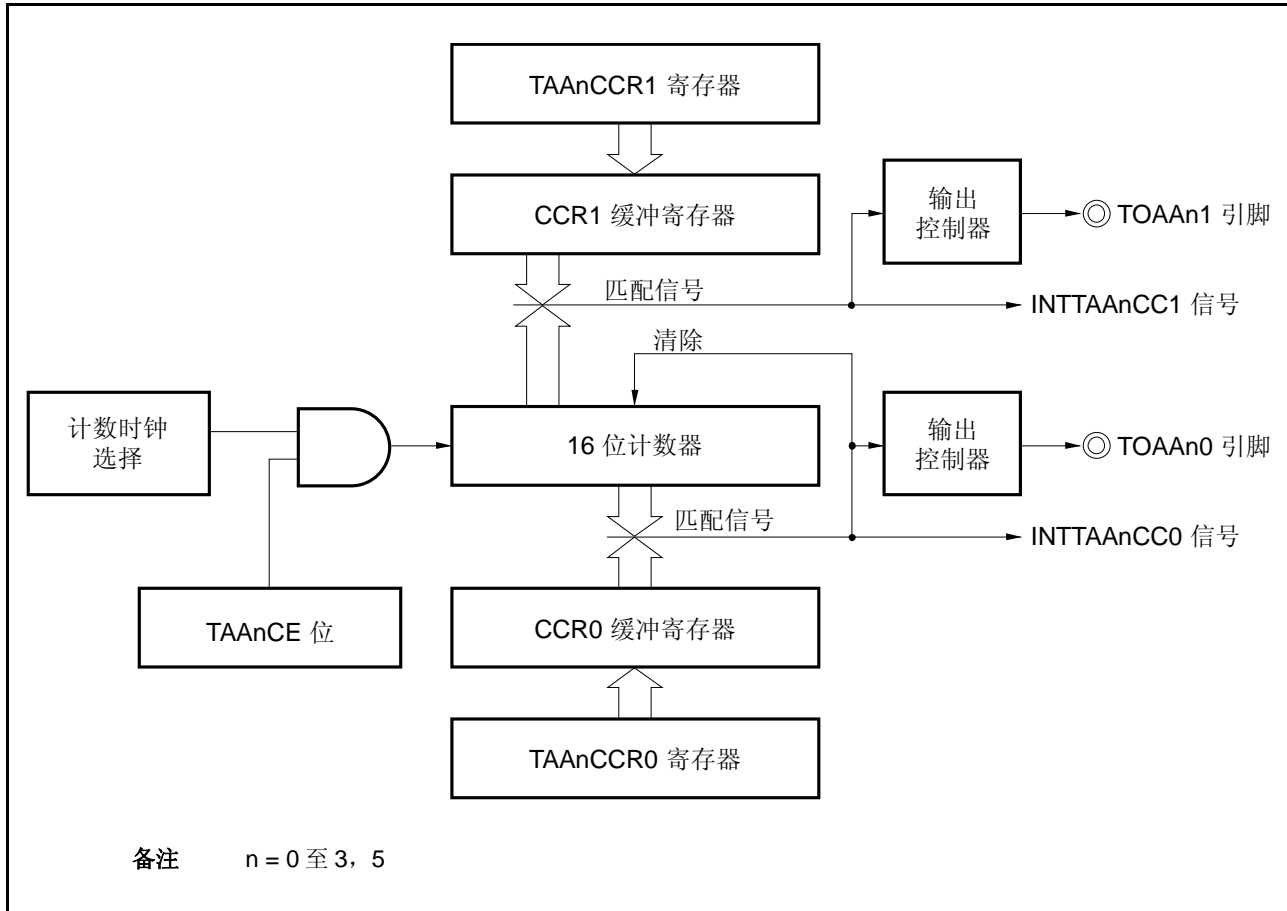 TAAnCCR1 寄存器
CCR1 缓冲寄存器
输出
控制器
TOAAn1 引脚
匹配信号
INTTAAnCC1 信号
清除
计数时钟
选择
16 位计数器
输出
控制器
TOAAn0 引脚
匹配信号
INTTAAnCC0 信号
TAAnCE 位
CCR0 缓冲寄存器
TAAnCCR0 寄存器
备注 n = 0 至 3，5